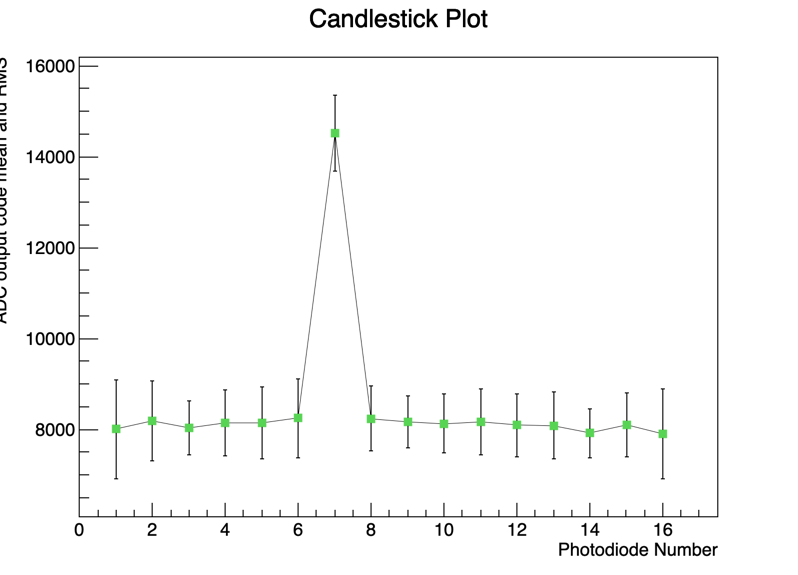 Candlestick Plot
ADC output code mean and RMS
16000
14000
12000
10000
8000
0 2 4 6 8 10 12 14 16
Photodiode Number